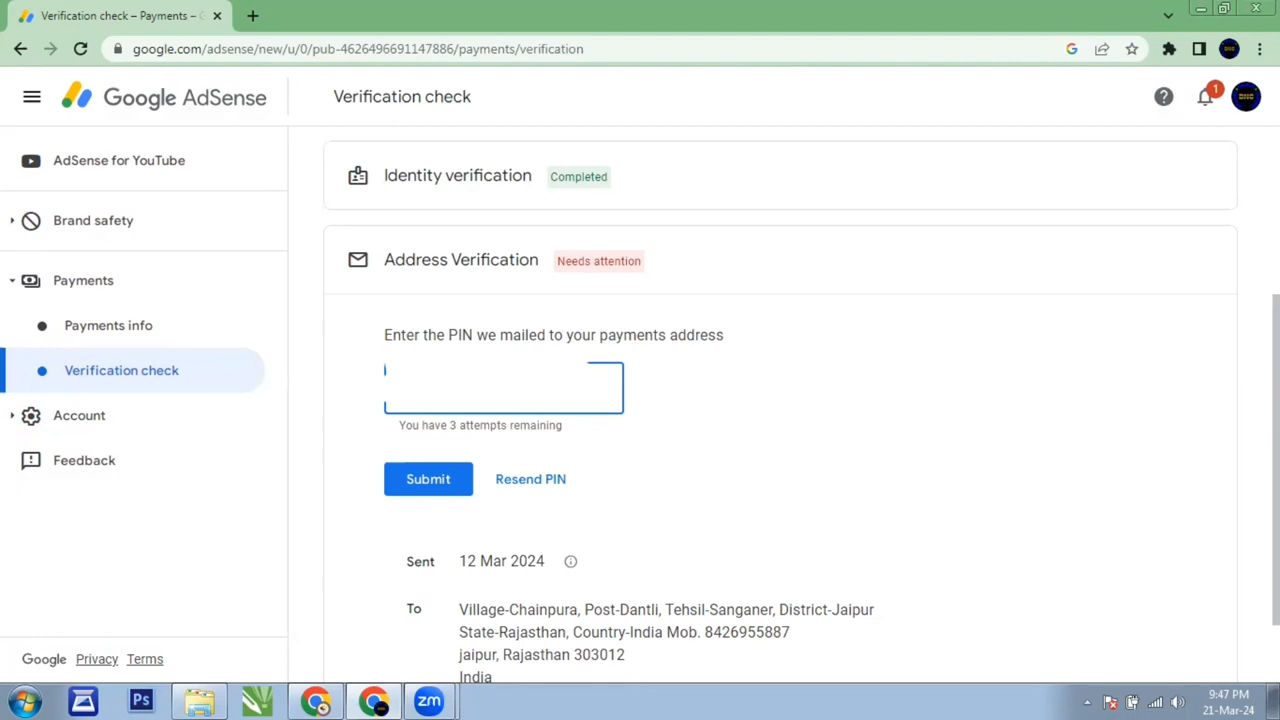 Verification check – Payments – G
google.com/adsense/new/u/0/pub-4626496691147886/payments/verification
Google AdSense
Verification check
1
AdSense for YouTube
Brand safety
Payments
Payments info
Verification check
Account
Feedback
Identity verification
Completed
Address Verification
Needs attention
Enter the PIN we mailed to your payments address
You have 3 attempts remaining
Submit
Resend PIN
Sent
12 Mar 2024
To
Village-Chainpura, Post-Dantli, Tehsil-Sanganer, District-Jaipur
State-Rajasthan, Country-India Mob. 8426955887
jaipur, Rajasthan 303012
India
Google
Privacy
Terms
Ps
zm
9:47 PM
21-Mar-24